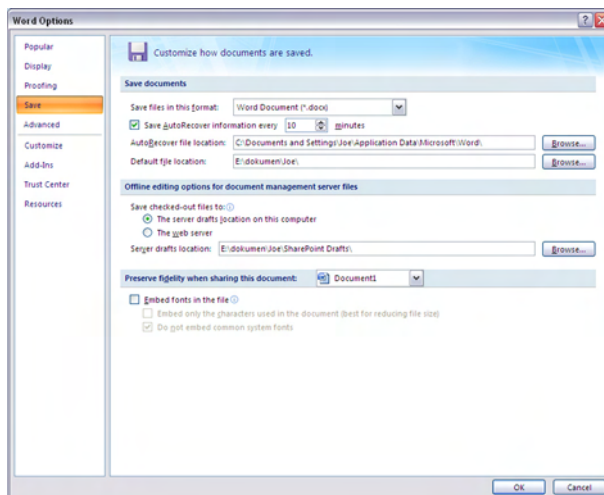 Word Options
Popular
Display
Proofing
Save
Advanced
Customize
Add-Ins
Trust Center
Resources
Customize how documents are saved.
Save documents
Save files in this format: Word Document (*.docx)
Save AutoRecover information every 10 minutes
AutoRecover file location: C:\Documents and Settings\Joe\Application Data\Microsoft\Word\ Browse...
Default file location: E:\dokumen\Joe\ Browse...
Offline editing options for document management server files
Save checked-out files to:
The server drafts location on this computer
The web server
Server drafts location: E:\dokumen\Joe\SharePoint Drafts\ Browse...
Preserve fidelity when sharing this document: Document1
Embed fonts in the file
Embed only the characters used in the document (best for reducing file size)
Do not embed common system fonts
OK Cancel